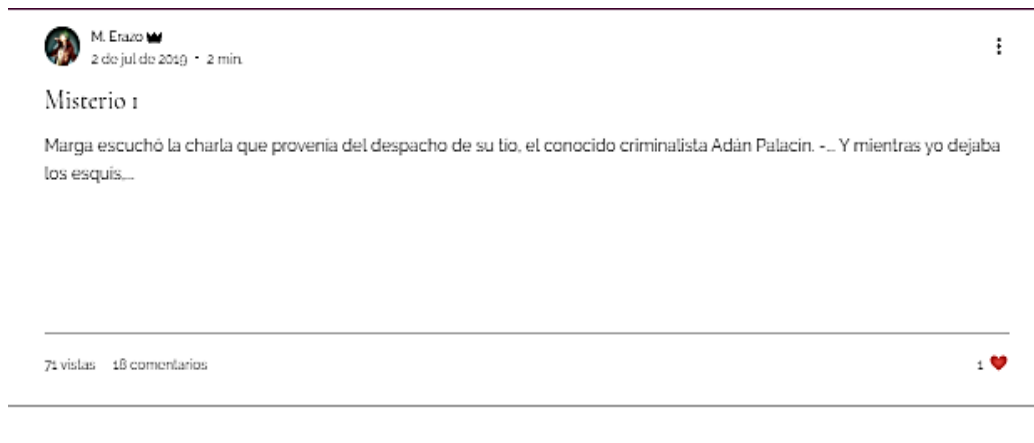 M. Erazo
2 de jul de 2019 · 2 min.
Misterio 1
Marga escuchó la charla que provenía del despacho de su tío, el conocido criminalista Adán Palacín. -... Y mientras yo dejaba
los esquís,...
71 vistas 18 comentarios
1